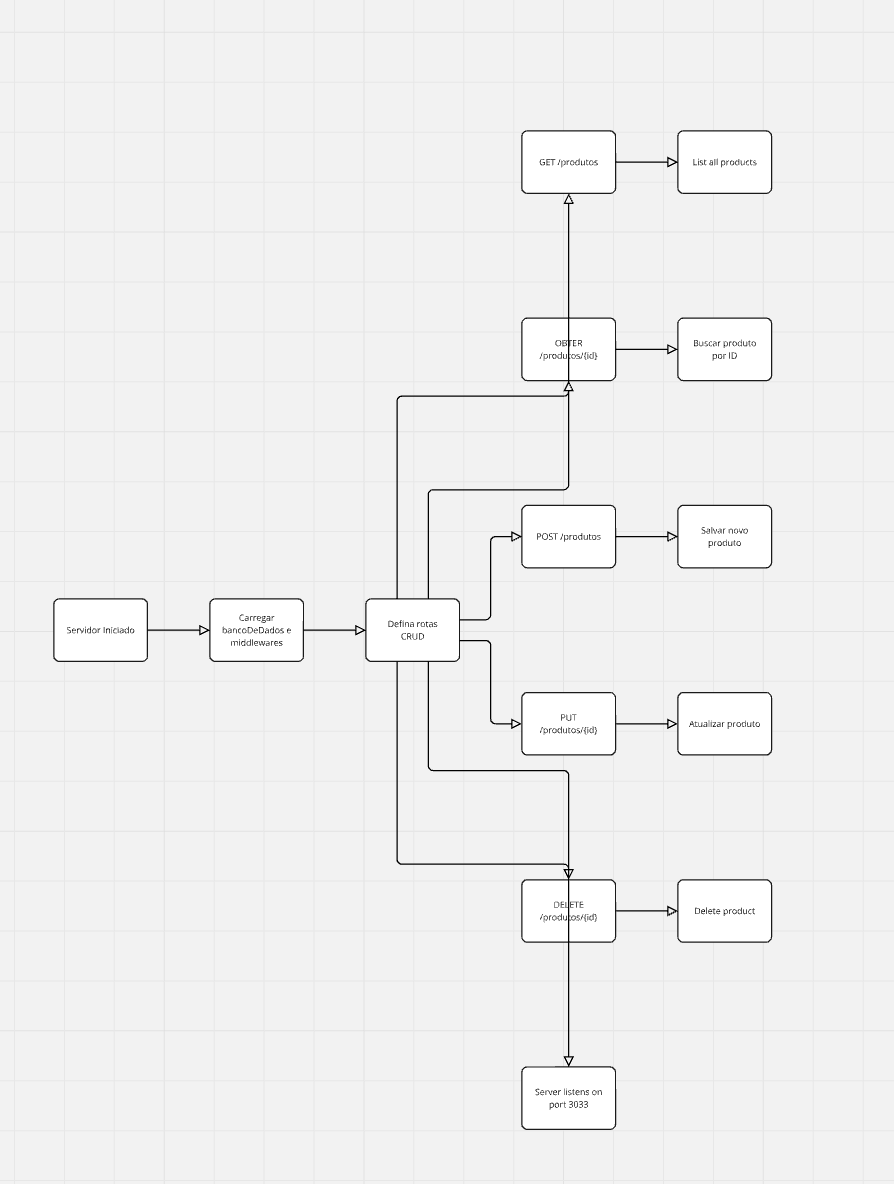 GET /produtos
List all products
OBTER
/produtos/{id}
Buscar produto
por ID
POST /produtos
Salvar novo
produto
Servidor Iniciado
Carregar
bancoDeDados e
middlewares
Defina rotas
CRUD
PUT
/produtos/{id}
Atualizar produto
DELETE
/produtos/{id}
Delete product
Server listens on
port 3033